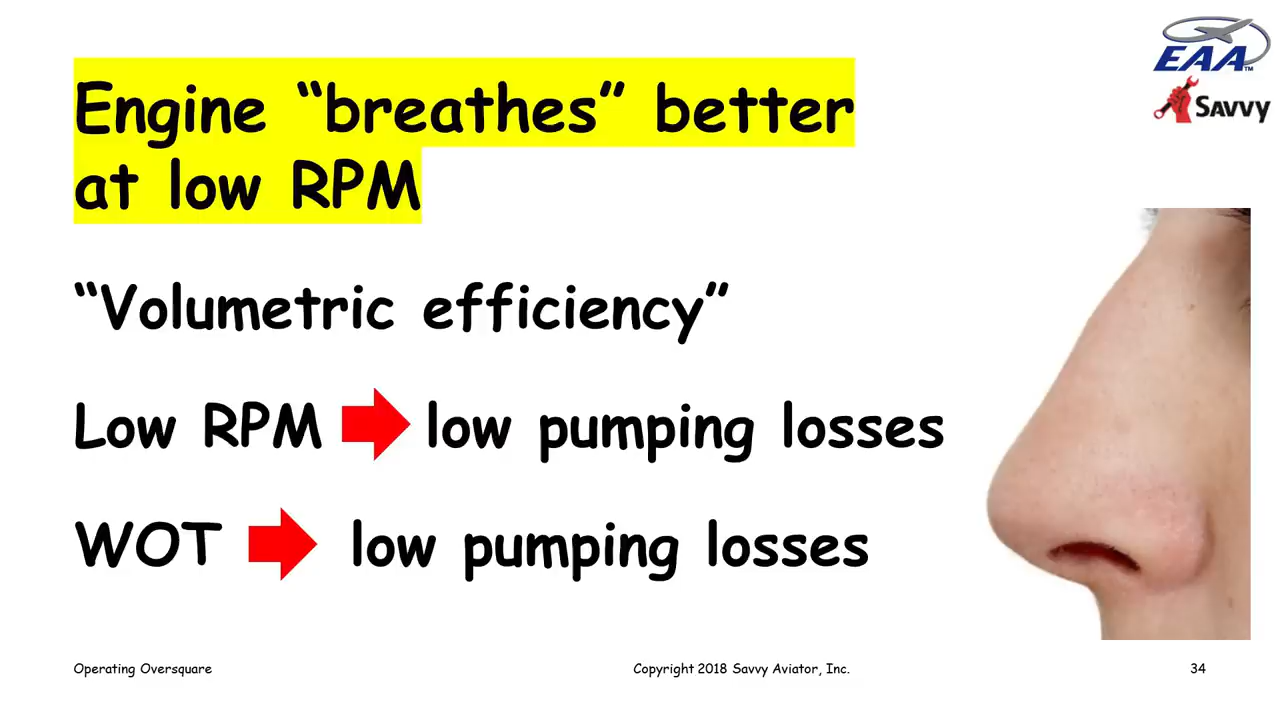 EAA™
Savvy
Engine “breathes” better
at low RPM
“Volumetric efficiency”
Low RPM low pumping losses
WOT low pumping losses
Operating Oversquare
Copyright 2018 Savvy Aviator, Inc.
34